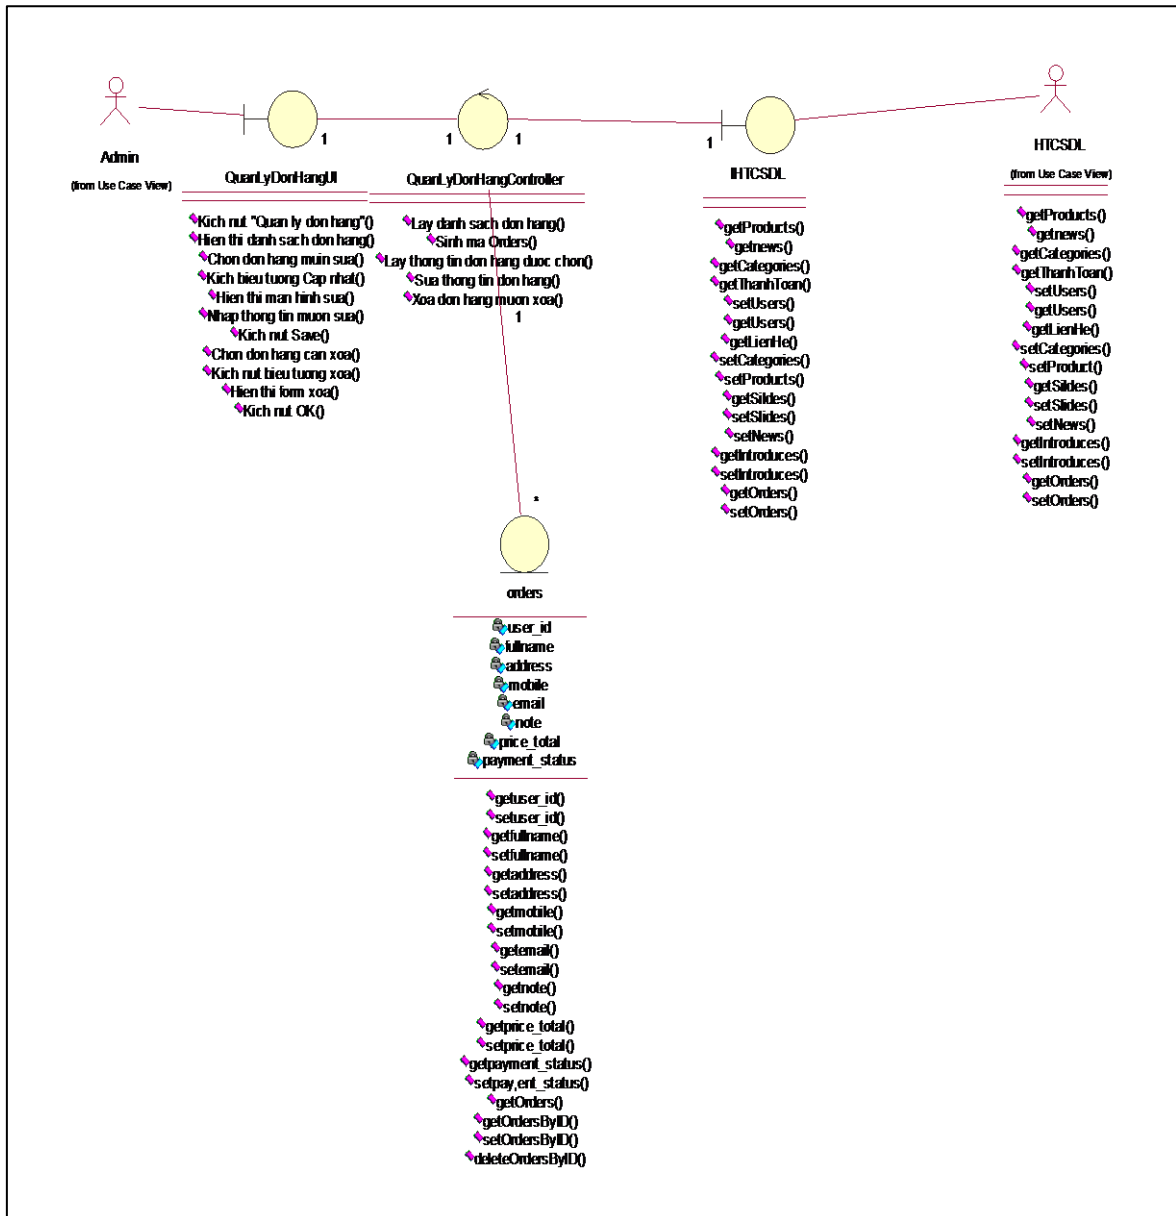 Admin
(from Use Case View)
1
QuanLyDonHangUI
Kich nut "Quan ly don hang"()
Hien thi danh sach don hang()
Chon don hang muin sua()
Kich bieu tuong Cap nhat()
Hien thi man hinh sua()
Nhap thong tin muon sua()
Kich nut Save()
Chon don hang can xoa()
Kich nut bieu tuong xoa()
Hien thi form xoa()
Kich nut OK()
1
1
QuanLyDonHangController
Lay danh sach don hang()
Sinh ma Orders()
Lay thong tin don hang duoc chon()
Sua thong tin don hang()
Xoa don hang muon xoa()
1
1
IHTCSDL
getProducts()
getnews()
getCategories()
getThanhToan()
setUsers()
getUsers()
getLienHe()
setCategories()
setProducts()
getSildes()
setSlides()
setNews()
getIntroduces()
setIntroduces()
getOrders()
setOrders()
HTCSDL
(from Use Case View)
getProducts()
getnews()
getCategories()
getThanhToan()
setUsers()
getUsers()
getLienHe()
setCategories()
setProduct()
getSildes()
setSlides()
setNews()
getIntroduces()
setIntroduces()
getOrders()
setOrders()
*
orders
user_id
fullname
address
mobile
email
note
price_total
payment_status
getuser_id()
setuser_id()
getfullname()
setfullname()
getaddress()
setaddress()
getmobile()
setmobile()
getemail()
setemail()
getnote()
setnote()
getprice_total()
setprice_total()
getpayment_status()
setpay,ent_status()
getOrders()
getOrdersByID()
setOrdersByID()
deleteOrdersByID()